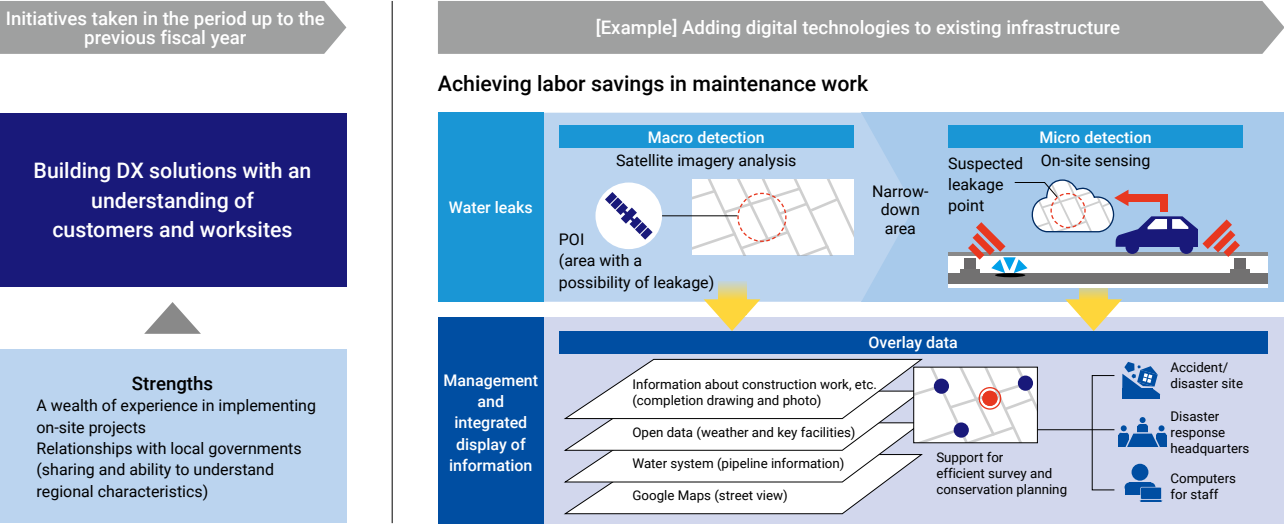 Initiatives taken in the period up to the
previous fiscal year
Building DX solutions with an
understanding of
customers and worksites
Strengths
A wealth of experience in implementing
on-site projects
Relationships with local governments
(sharing and ability to understand
regional characteristics)
[Example] Adding digital technologies to existing infrastructure
Achieving labor savings in maintenance work
Water leaks
Macro detection
Satellite imagery analysis
POI
(area with a
possibility of leakage)
Narrow-
down
area
Micro detection
Suspected
leakage
point
On-site sensing
Management
and
integrated
display of
information
Overlay data
Information about construction work, etc.
(completion drawing and photo)
Open data (weather and key facilities)
Water system (pipeline information)
Google Maps (street view)
Support for
efficient survey and
conservation planning
Accident/
disaster site
Disaster
response
headquarters
Computers
for staff